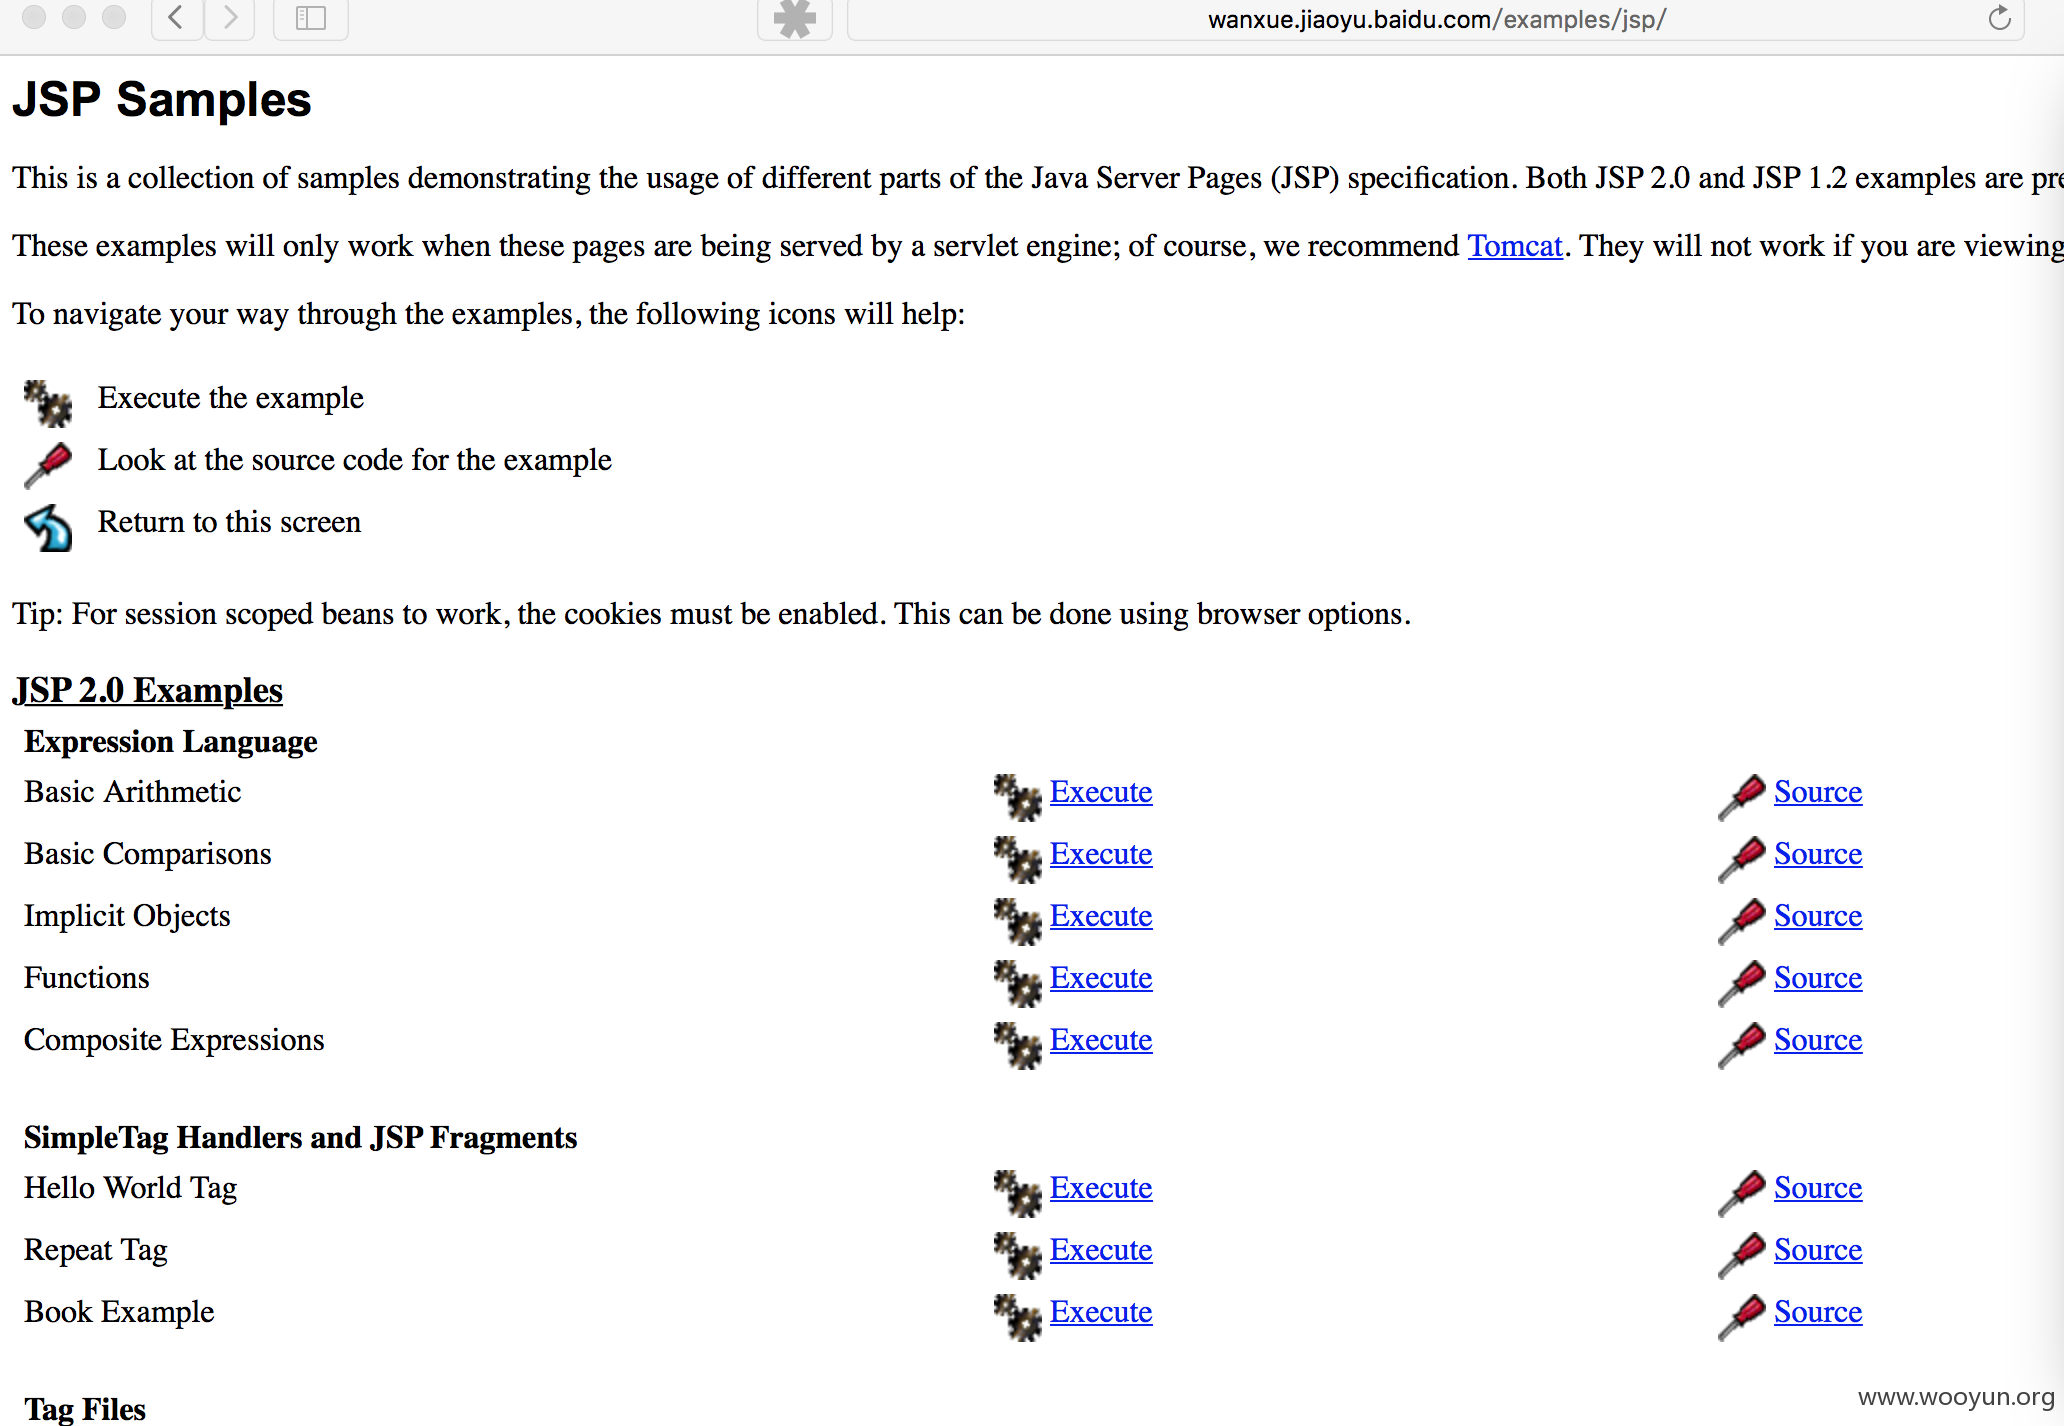 wanxue.jiaoyu.baidu.com/examples/jsp/
JSP Samples
This is a collection of samples demonstrating the usage of different parts of the Java Server Pages (JSP) specification. Both JSP 2.0 and JSP 1.2 examples are
These examples will only work when these pages are being served by a servlet engine; of course, we recommend Tomcat. They will not work if you are viewing
To navigate your way through the examples, the following icons will help:
Execute the example
Look at the source code for the example
Return to this screen
Tip: For session scoped beans to work, the cookies must be enabled. This can be done using browser options.
JSP 2.0 Examples
Expression Language
Basic Arithmetic Execute Source
Basic Comparisons Execute Source
Implicit Objects Execute Source
Functions Execute Source
Composite Expressions Execute Source
SimpleTag Handlers and JSP Fragments
Hello World Tag Execute Source
Repeat Tag Execute Source
Book Example Execute Source
Tag Files
www.wooyun.org